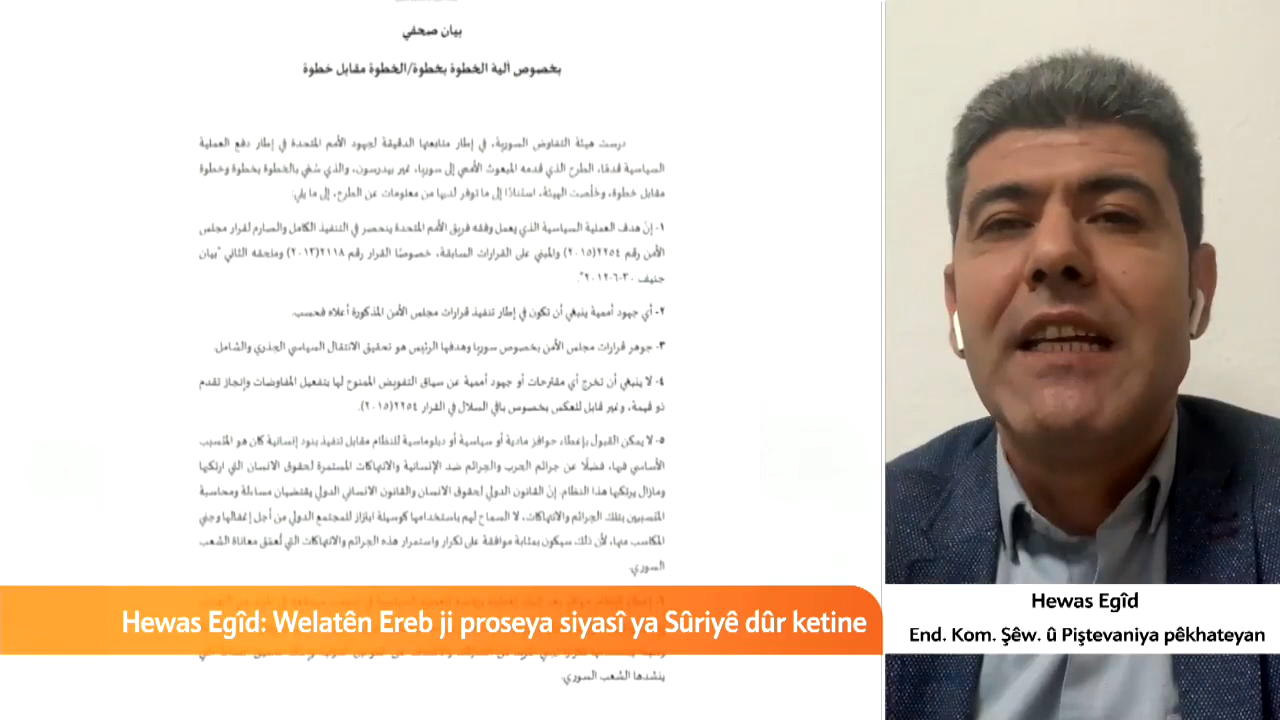 بيان صحفي
بخصوص آلية الخطوة بخطوة/الخطوة مقابل خطوة
درست هيئة التفاوض السورية، في إطار متابعتها الدقيقة لجهود الأمم المتحدة في إطار دفع العملية
السياسية قدمًا، الطرح الذي قدمه المبعوث الأممي إلى سوريا، غير بيدرسون، والذي سُمّي بالخطوة بخطوة وخطوة
مقابل خطوة، وخلُصت الهيئة، استنادًا إلى ما توفر لديها من معلومات عن الطرح، إلى ما يلي:
١- إنّ هدف العملية السياسية الذي يعمل وفقه فريق الأمم المتحدة ينحصر في التنفيذ الكامل والصارم لقرار مجلس
الأمن رقم ٢٢٥٤ (٢٠١٥) والمبني على القرارات السابقة، خصوصًا القرار رقم ٢١١٨ (٢٠١٣) وملحقه الثاني "بيان
جنيف ٣٠-٦-٢٠١٢".
٢- أي جهود أممية ينبغي أن تكون في إطار تنفيذ قرارات مجلس الأمن المذكورة أعلاه فحسب.
٣- جوهر قرارات مجلس الأمن بخصوص سوريا وهدفها الرئيس هو تحقيق الانتقال السياسي الجذري والشامل.
٤- لا ينبغي أن تخرج أي مقترحات أو جهود أممية عن سياق التفويض الممنوح لها بتفعيل المفاوضات وإنجاز تقدم
ذو قيمة، وغير قابل للعكس بخصوص باقي السلال في القرار ٢٢٥٤ (٢٠١٥).
٥- لا يمكن القبول بإعطاء حوافز مادية أو سياسية أو دبلوماسية للنظام مقابل تنفيذ بنود إنسانية كان هو المتسبب
الأساسي فيها، فضلًا عن جرائم الحرب والجرائم ضد الإنسانية والانتهاكات المستمرة لحقوق الانسان التي ارتكبها
ومازال يرتكبها هذا النظام. إنّ القانون الدولي لحقوق الانسان والقانون الانساني الدولي يقتضيان مساءلة ومحاسبة
المتسببين بتلك الجرائم والانتهاكات، لا السماح لهم باستخدامها كوسيلة ابتزاز للمجتمع الدولي من أجل إغفالها وجني
المكاسب منها، لأن ذلك سيكون بمثابة موافقة على تكرار واستمرار هذه الجرائم والانتهاكات التي تُعمّق معاناة الشعب
السوري.
ينشدها الشعب السوري.
Hewas Egîd: Welatên Ereb ji proseya siyasî ya Sûriyê dûr ketine
Hewas Egîd
End. Kom. Şêw. û Piştevaniya pêkhateyan